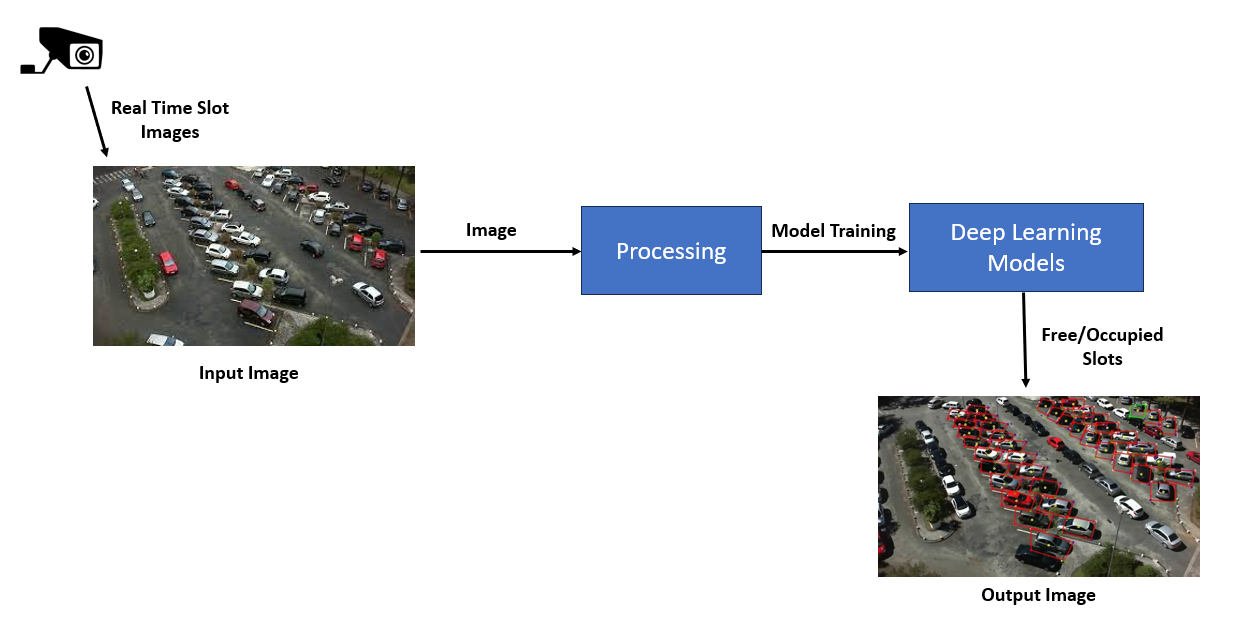 Real Time Slot
Images
Input Image
Image
Processing
Model Training
Deep Learning
Models
Free/Occupied
Slots
Output Image